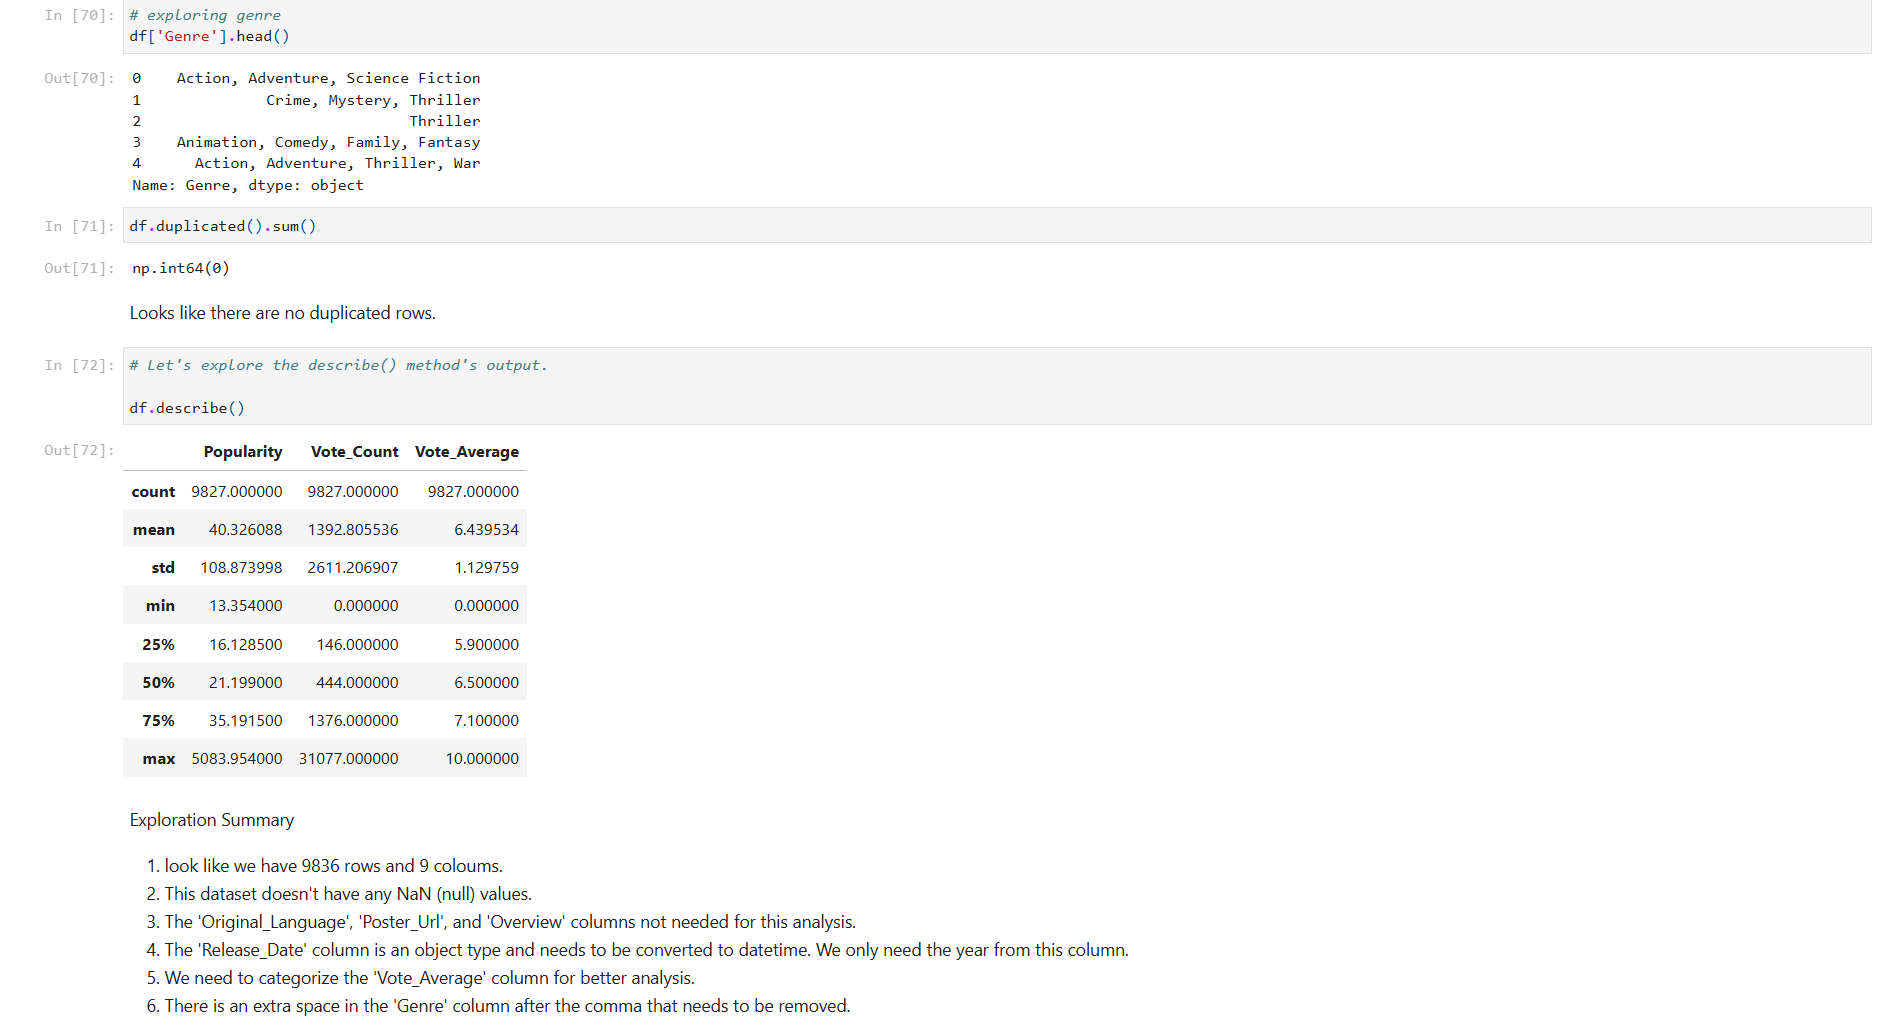 In [70]: # exploring genre
df['Genre'].head()
Out[70]: 0    Action, Adventure, Science Fiction
1              Crime, Mystery, Thriller
2                              Thriller
3    Animation, Comedy, Family, Fantasy
4      Action, Adventure, Thriller, War
Name: Genre, dtype: object
In [71]: df.duplicated().sum()
Out[71]: np.int64(0)
Looks like there are no duplicated rows.
In [72]: # Let's explore the describe() method's output.
df.describe()
Out[72]: Popularity Vote_Count Vote_Average
count 9827.000000 9827.000000 9827.000000
mean 40.326088 1392.805536 6.439534
std 108.873998 2611.206907 1.129759
min 13.354000 0.000000 0.000000
25% 16.128500 146.000000 5.900000
50% 21.199000 444.000000 6.500000
75% 35.191500 1376.000000 7.100000
max 5083.954000 31077.000000 10.000000
Exploration Summary
1. look like we have 9836 rows and 9 coloums.
2. This dataset doesn't have any NaN (null) values.
3. The 'Original_Language', 'Poster_Url', and 'Overview' columns not needed for this analysis.
4. The 'Release_Date' column is an object type and needs to be converted to datetime. We only need the year from this column.
5. We need to categorize the 'Vote_Average' column for better analysis.
6. There is an extra space in the 'Genre' column after the comma that needs to be removed.